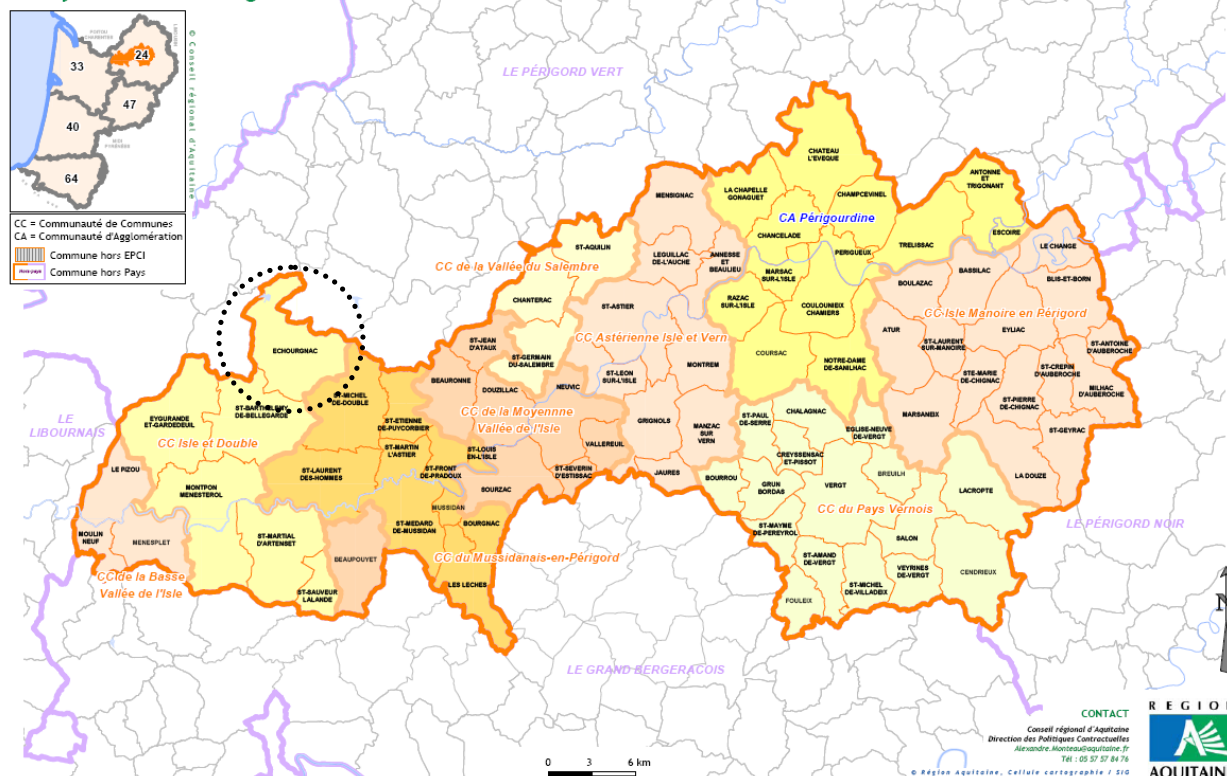 POITOU
CHARENTES
LIMOUSIN
33
24
47
40
MIDI
PYRÉNÉES
64
© Conseil régional d'Aquitaine
CC = Communauté de Communes
CA = Communauté d'Agglomération
Commune hors EPCI
Hors pays
Commune hors Pays
LE PÉRIGORD VERT
CHATEAU
L'EVEQUE
ANTONNE
ET
TRIGONANT
MENSIGNAC
LA CHAPELLE
GONAGUET
CHAMPCEVINEL
CA Périgourdine
ESCOIRE
CHANCELADE
TRELISSAC
ST-AQUILIN
LEGUILLAC
DE-L'AUCHE
ANNESSE
ET
BEAULIEU
PERIGUEUX
LE CHANGE
CC de la Vallée du Salembre
MARSAC
SUR-L'ISLE
BASSILAC
BLIS-ET-BORN
BOULAZAC
CHANTERAC
ST-ASTIER
RAZAC
SUR-L'ISLE
COULOUNIEIX
CHAMIERS
CC Isle Manoire en Périgord
ATUR
EYLIAC
ST-JEAN
D'ATAUX
CC Astérienne Isle et Vern
ST-LAURENT
SUR-MANOIRE
ST-ANTOINE
D'AUBEROCHE
ECHOURGNAC
ST-GERMAIN
DU-SALEMBRE
COURSAC
NOTRE-DAME
DE-SANILHAC
MONTREM
STE-MARIE
DE-CHIGNAC
ST-CREPIN
D'AUBEROCHE
BEAURONNE
DOUZILLAC
NEUVIC
ST-LEON
SUR-L'ISLE
MILHAC
D'AUBEROCHE
ST-MICHEL
DE-DOUBLE
ST-PIERRE
DE-CHIGNAC
ST-BARTHELEMY
DE-BELLEGARDE
EYGURANDE
ET-GARDEDEUIL
CC de la Moyennne
Vallée de l'Isle
ST-PAUL
DE-SERRE
CHALAGNAC
MARSANEIX
LE
LIBOURNAIS
ST-ETIENNE
DE-PUYCORBIER
GRIGNOLS
MANZAC
SUR
VERN
EGLISE-NEUVE
DE-VERGT
ST-GEYRAC
CC Isle et Double
ST-MARTIN
L'ASTIER
ST-LOUIS
EN-L'ISLE
VALLEREUIL
CREYSSENSAC
ET-PISSOT
LE PIZOU
ST-LAURENT
DES-HOMMES
ST-FRONT
DE-PRADOUX
ST-SEVERIN
D'ESTISSAC
JAURES
BOURROU
BREUILH
LA DOUZE
MONTPON
MENESTEROL
SOURZAC
GRUN
BORDAS
VERGT
LACROPTE
MUSSIDAN
CC du Pays Vernois
ST-MEDARD
DE-MUSSIDAN
BOURGNAC
ST-MAYME
DE-PEREYROL
LE PÉRIGORD NOIR
MOULIN
NEUF
MENESPLET
ST-MARTIAL
D'ARTENSET
BEAUPOUYET
CC du Mussidanais-en-Périgord
SALON
ST-AMAND
DE-VERGT
VEYRINES
DE-VERGT
CENDRIEUX
CC de la Basse
Vallée de l'Isle
LES LECHES
ST-MICHEL
DE-VILLADEIX
ST-SAUVEUR
LALANDE
FOULEIX
N
LE GRAND BERGERACOIS
0 3 6 km
CONTACT
Conseil régional d'Aquitaine
Direction des Politiques Contractuelles
Alexandre.Monteau@aquitaine.fr
Tél : 05 57 57 84 76
© Région Aquitaine, Cellule cartographie / SIG
REGION
AQUITAINE